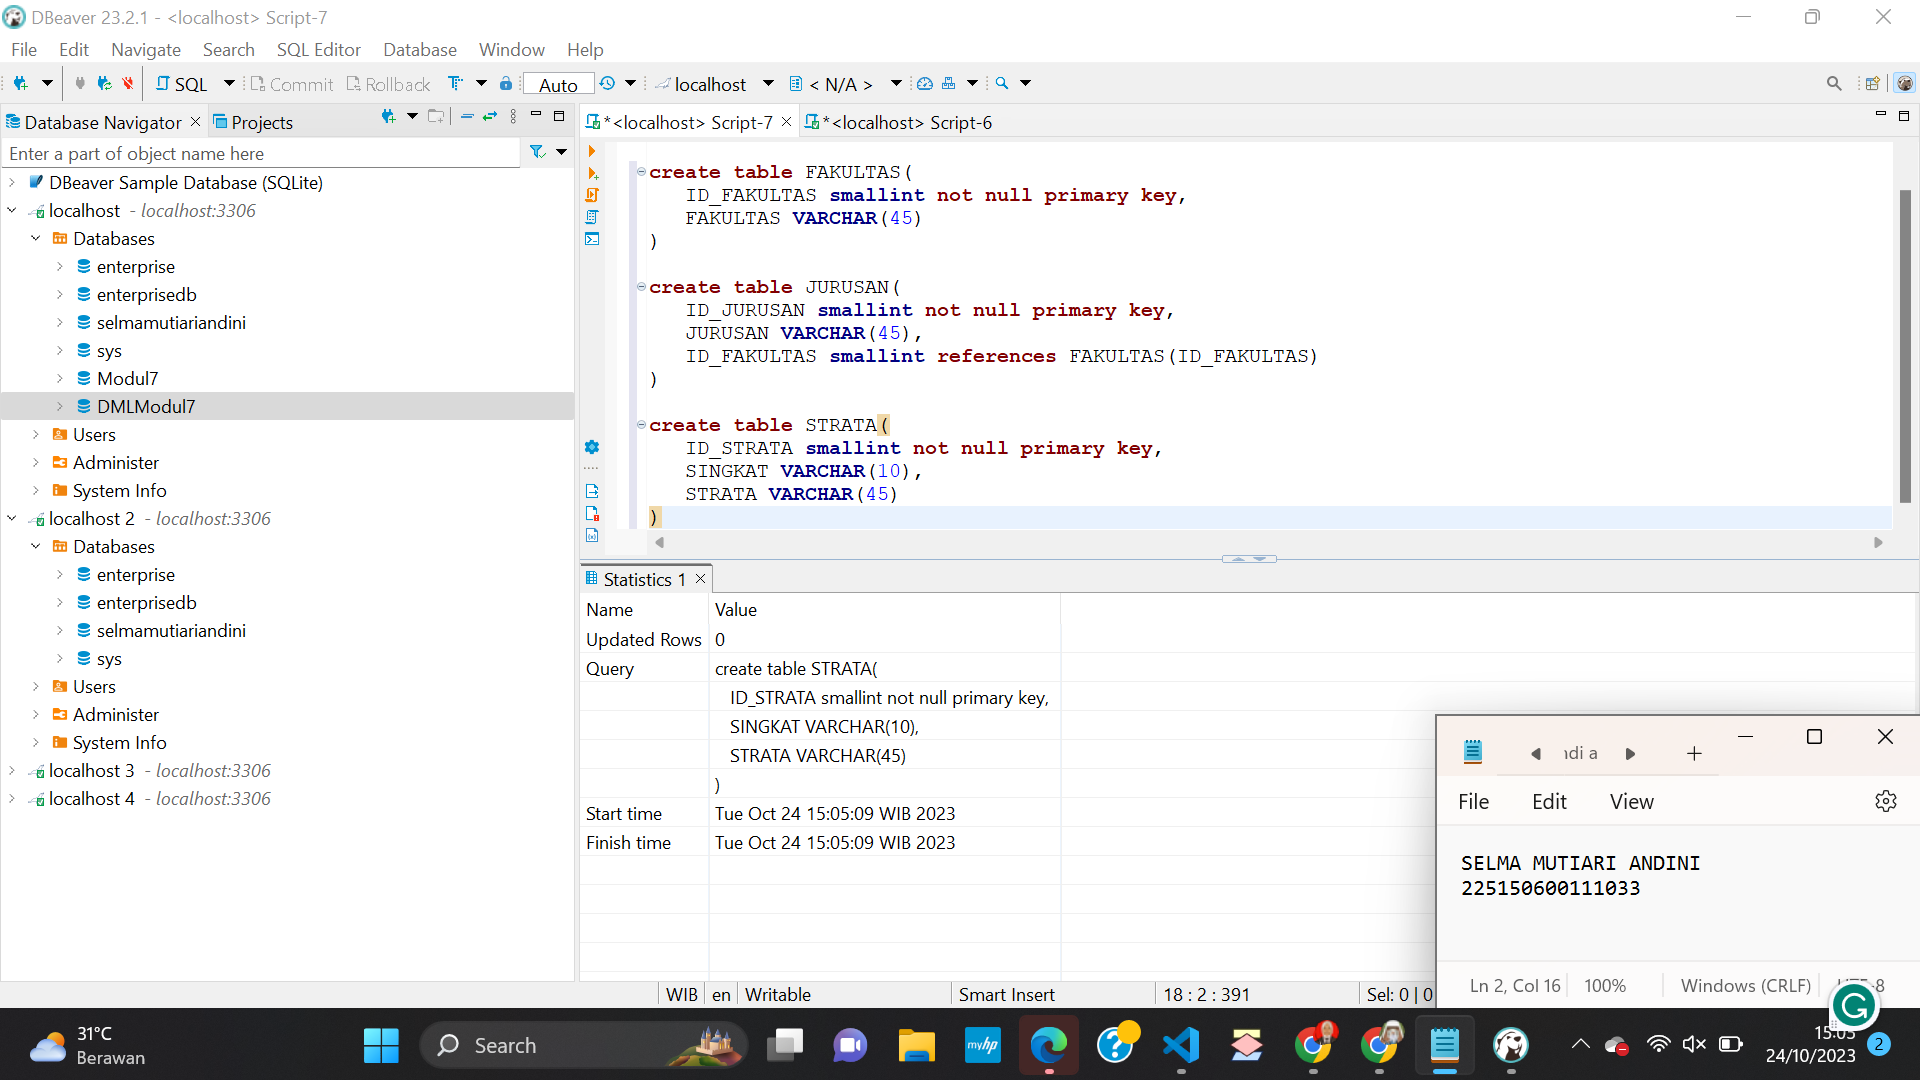 DBeaver 23.2.1 - <localhost> Script-7
File Edit Navigate Search SQL Editor Database Window Help
SQL Commit Rollback Auto localhost < N/A >
Database Navigator Projects
*<localhost> Script-7 *<localhost> Script-6
Enter a part of object name here
DBeaver Sample Database (SQLite)
localhost - localhost:3306
Databases
enterprise
enterprisedb
selmamutiariandini
sys
Modul7
DMLModul7
Users
Administer
System Info
localhost 2 - localhost:3306
Databases
enterprise
enterprisedb
selmamutiariandini
sys
Users
Administer
System Info
localhost 3 - localhost:3306
localhost 4 - localhost:3306
create table FAKULTAS(
ID_FAKULTAS smallint not null primary key,
FAKULTAS VARCHAR(45)
)
create table JURUSAN(
ID_JURUSAN smallint not null primary key,
JURUSAN VARCHAR(45),
ID_FAKULTAS smallint references FAKULTAS(ID_FAKULTAS)
)
create table STRATA(
ID_STRATA smallint not null primary key,
SINGKAT VARCHAR(10),
STRATA VARCHAR(45)
)
Statistics 1
Name Value
Updated Rows 0
Query create table STRATA(
ID_STRATA smallint not null primary key,
SINGKAT VARCHAR(10),
STRATA VARCHAR(45)
)
Start time Tue Oct 24 15:05:09 WIB 2023
Finish time Tue Oct 24 15:05:09 WIB 2023
WIB en Writable Smart Insert 18 : 2 : 391 Sel: 0 | 0
File Edit View
SELMA MUTIARI ANDINI
225150600111033
Ln 2, Col 16 100% Windows (CRLF)
31°C
Berawan
Search
myhp
24/10/2023
2